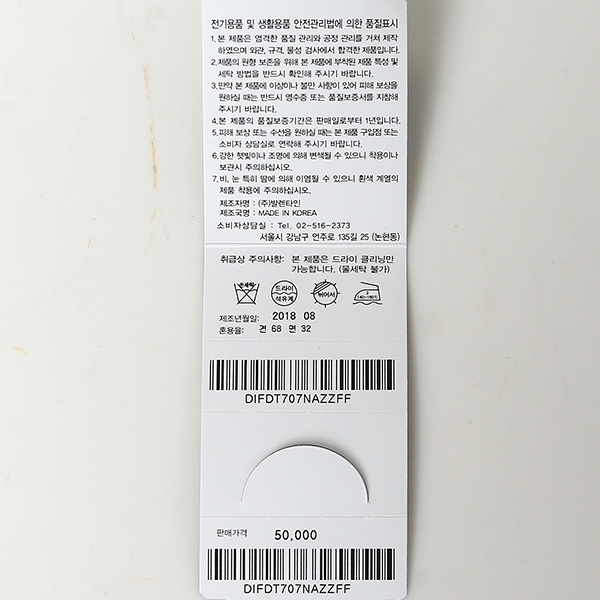 전기용품 및 생활용품 안전관리법에 의한 품질표시
1. 본 제품은 엄격한 품질 관리와 공정 관리를 거쳐 제작
하였으며 외관, 규격, 물성 검사에서 합격한 제품입니다.
2. 제품의 원형 보존을 위해 본 제품에 부착된 제품 특성 및
세탁 방법을 반드시 확인해 주시기 바랍니다.
3. 만약 본 제품에 이상이나 불만 사항이 있어 피해 보상을
원하실 때는 반드시 영수증 또는 품질보증서를 지참해
주시기 바랍니다.
4. 본 제품의 품질보증기간은 판매일로부터 1년입니다.
5. 피해 보상 또는 수선을 원하실 때는 본 제품 구입점 또는
소비자 상담실로 연락해 주시기 바랍니다.
6. 강한 햇빛이나 조명에 의해 변색될 수 있으니 착용이나
보관시 주의하십시오.
7. 비, 눈 특히 땀에 의해 이염될 수 있으니 흰색 계열의
제품 착용에 주의하십시오.
제조자명 : (주)발렌타인
제조국명 : MADE IN KOREA
소비자상담실 : Tel. 02-516-2373
서울시 강남구 언주로 135길 25 (논현동)
취급상 주의사항: 본 제품은 드라이 클리닝만
가능합니다. (물세탁 불가)
손세탁 드라이 석유계 뉘어서 2 140~160℃
제조년월일: 2018 08
혼용율: 견 68 면 32
DIFDT707NAZZFF
판매가격 50,000
DIFDT707NAZZFF